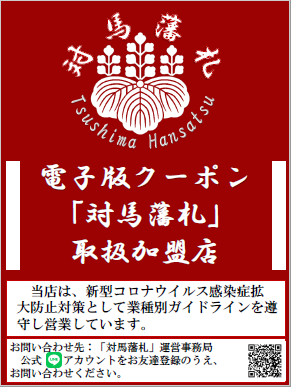 対馬藩札
Tsushima Hansatsu
電子版クーポン
「対馬藩札」
取扱加盟店
当店は、新型コロナウイルス感染症拡
大防止対策として業種別ガイドラインを遵
守し営業しています。
お問い合わせ先：「対馬藩札」運営事務局
公式 LINE アカウントをお友達登録のうえ、
お問い合わせください。